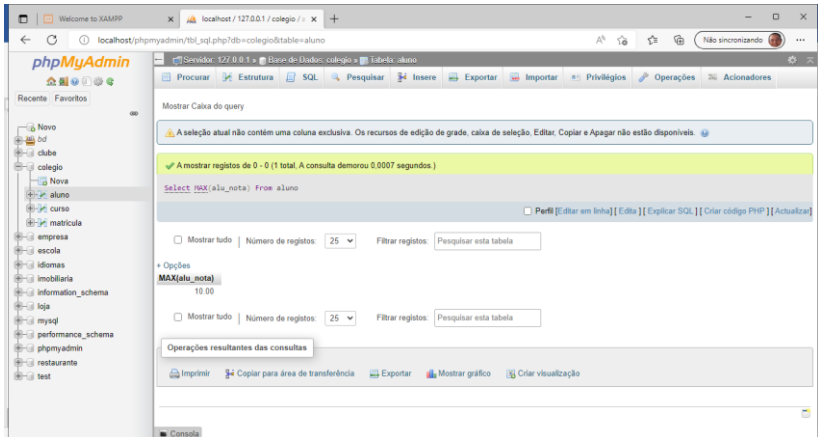 Welcome to XAMPP
localhost / 127.0.0.1 / colegio / a
localhost/phpmyadmin/tbl_sql.php?db=colegio&table=aluno
Não sincronizando
phpMyAdmin
Recente Favoritos
Novo
bd
clube
colegio
Nova
aluno
curso
matricula
empresa
escola
idiomas
imobiliaria
information_schema
loja
mysql
performance_schema
phpmyadmin
restaurante
test
Servidor: 127.0.0.1 » Base de Dados: colegio » Tabela: aluno
Procurar Estrutura SQL Pesquisar Insere Exportar Importar Privilégios Operações Acionadores
Mostrar Caixa do query
A seleção atual não contém uma coluna exclusiva. Os recursos de edição de grade, caixa de seleção, Editar, Copiar e Apagar não estão disponíveis.
A mostrar registos de 0 - 0 (1 total, A consulta demorou 0,0007 segundos.)
Select MAX(alu_nota) From aluno
Perfil [Editar em linha] [ Edita ] [ Explicar SQL ] [ Criar código PHP ] [ Actualizar]
Mostrar tudo | Número de registos: 25 Filtrar registos: Pesquisar esta tabela
+ Opções
MAX(alu_nota)
10.00
Mostrar tudo | Número de registos: 25 Filtrar registos: Pesquisar esta tabela
Operações resultantes das consultas
Imprimir Copiar para área de transferência Exportar Mostrar gráfico Criar visualização
Consola